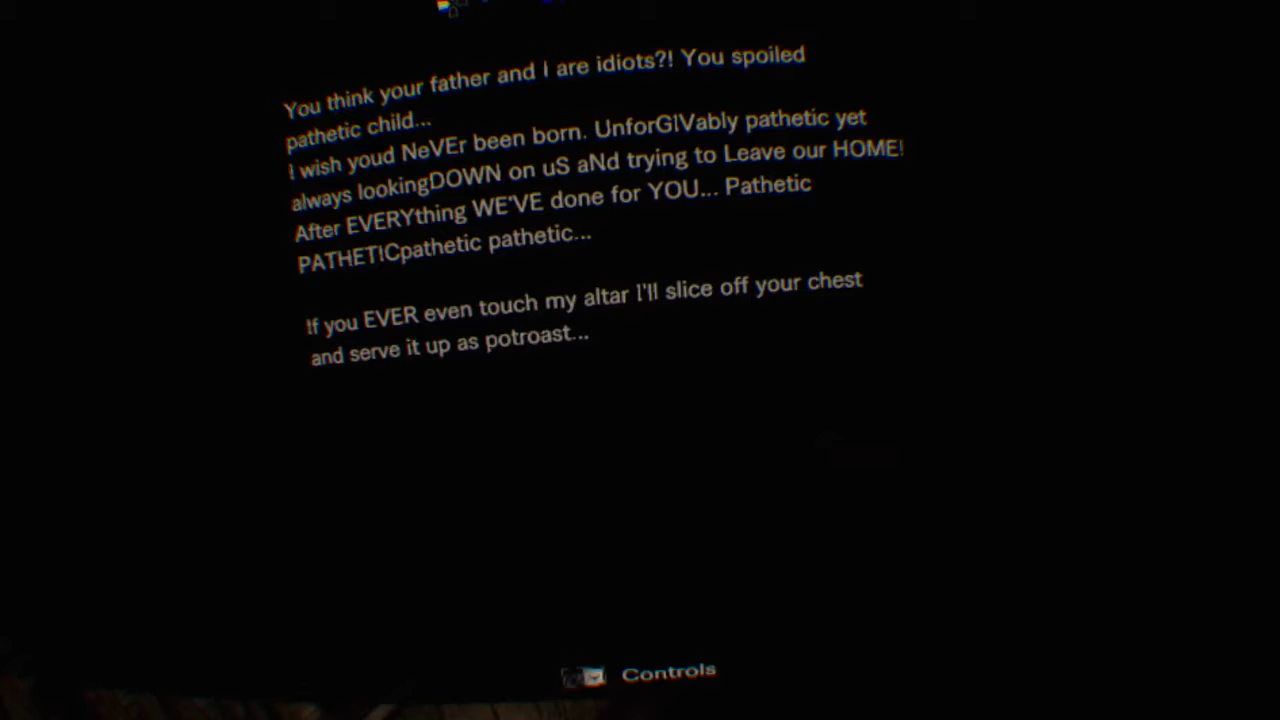 You think your father and I are idiots?! You spoiled
pathetic child...
I wish youd NeVEr been born. UnforGIVably pathetic yet
always lookingDOWN on uS aNd trying to Leave our HOME!
After EVERYthing WE'VE done for YOU... Pathetic
PATHETICpathetic pathetic...
If you EVER even touch my altar I'll slice off your chest
and serve it up as potroast...
Controls